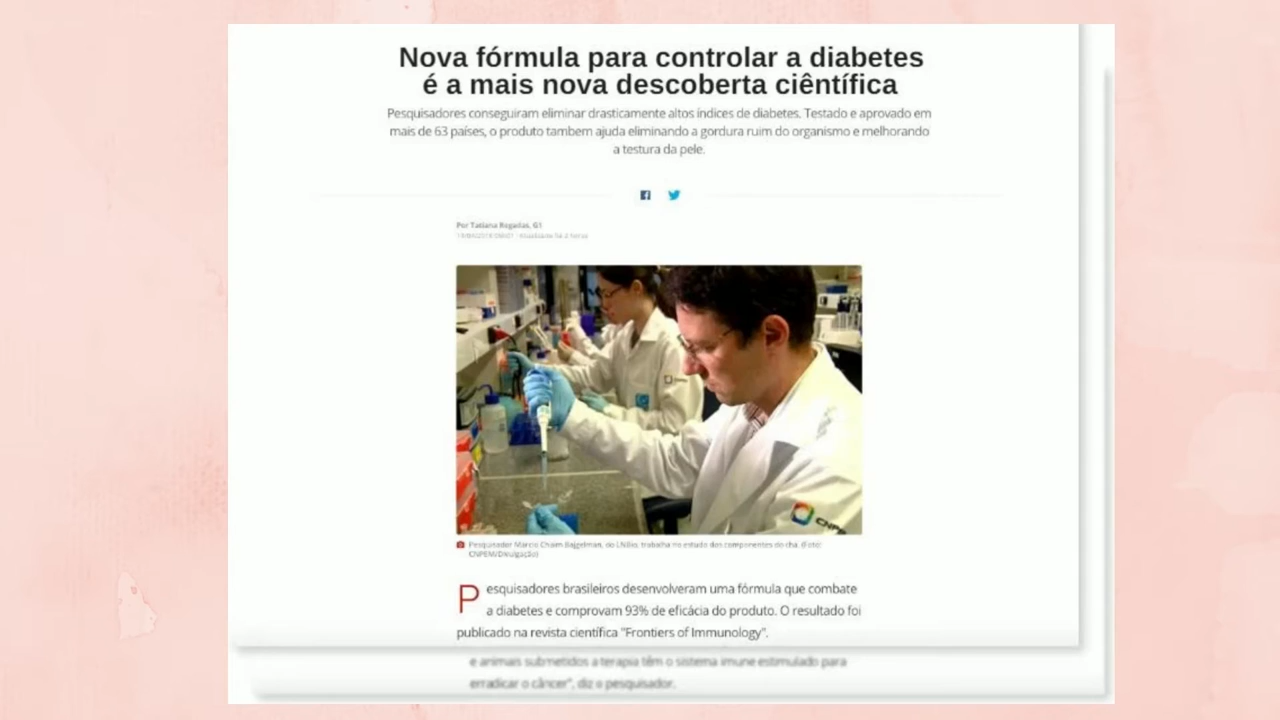 Nova fórmula para controlar a diabetes
é a mais nova descoberta ciêntífica
Pesquisadores conseguiram eliminar drasticamente altos índices de diabetes. Testado e aprovado em
mais de 63 países, o produto tambem ajuda eliminando a gordura ruim do organismo e melhorando
a testura da pele.
Por Tatiana Regadas, G1
Pesquisador Marcio Chaim Bajgelman, do LNBio, trabalha no estudo dos componentes do chá. (Foto:
CNPEM/Divulgação)
Pesquisadores brasileiros desenvolveram uma fórmula que combate
a diabetes e comprovam 93% de eficácia do produto. O resultado foi
publicado na revista científica "Frontiers of Immunology".
e animais submetidos a terapia têm o sistema imune estimulado para
erradicar o câncer", diz o pesquisador.